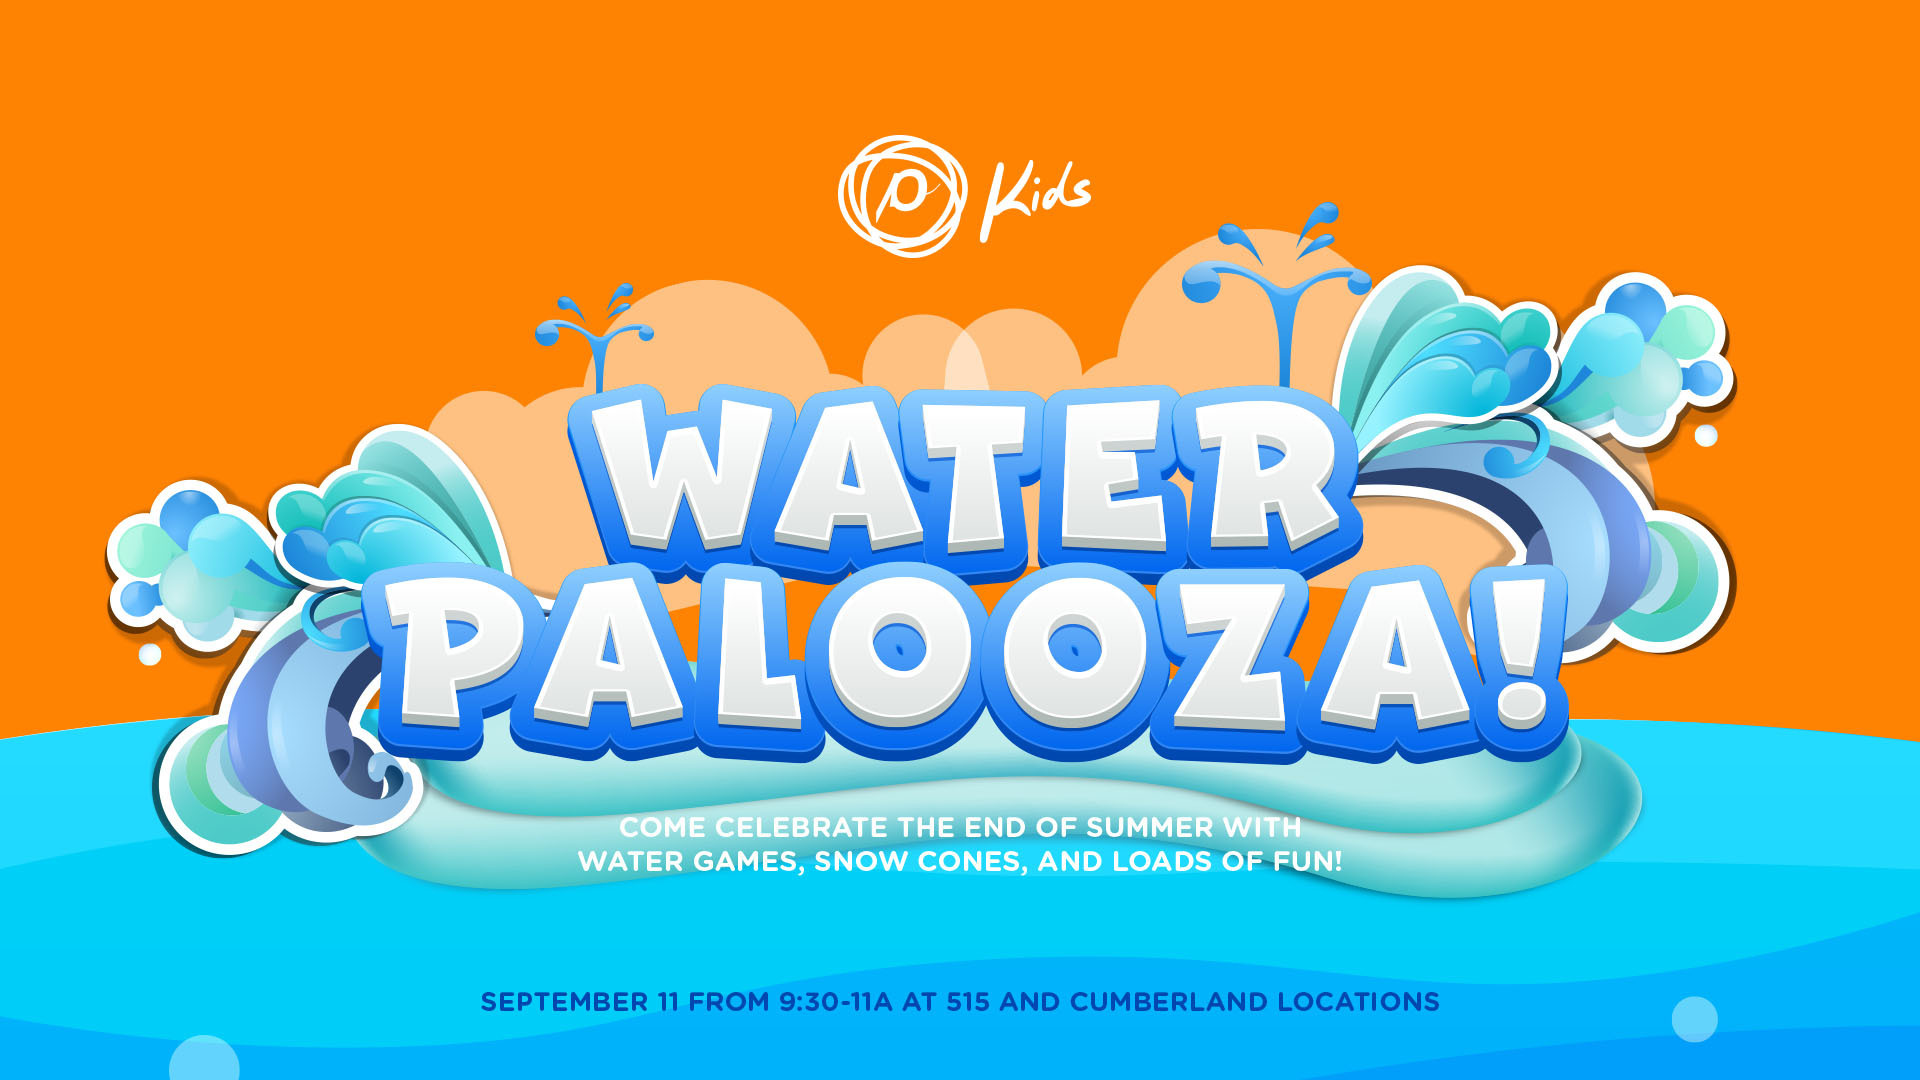 P Kids
WATER
PALOOZA!
COME CELEBRATE THE END OF SUMMER WITH
WATER GAMES, SNOW CONES, AND LOADS OF FUN!
SEPTEMBER 11 FROM 9:30-11A AT 515 AND CUMBERLAND LOCATIONS